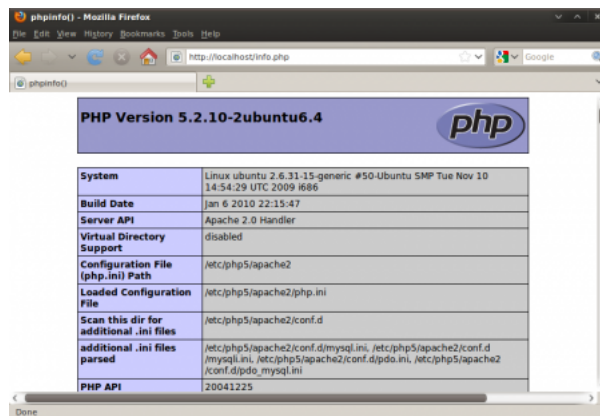 phpinfo() - Mozilla Firefox
File Edit View History Bookmarks Tools Help
http://localhost/info.php
Google
phpinfo()
PHP Version 5.2.10-2ubuntu6.4
php
System Linux ubuntu 2.6.31-15-generic #50-Ubuntu SMP Tue Nov 10
14:54:29 UTC 2009 i686
Build Date Jan 6 2010 22:15:47
Server API Apache 2.0 Handler
Virtual Directory
Support disabled
Configuration File
(php.ini) Path /etc/php5/apache2
Loaded Configuration
File /etc/php5/apache2/php.ini
Scan this dir for
additional .ini files /etc/php5/apache2/conf.d
additional .ini files
parsed /etc/php5/apache2/conf.d/mysql.ini, /etc/php5/apache2/conf.d
/mysqli.ini, /etc/php5/apache2/conf.d/pdo.ini, /etc/php5/apache2
/conf.d/pdo_mysql.ini
PHP API 20041225
Done